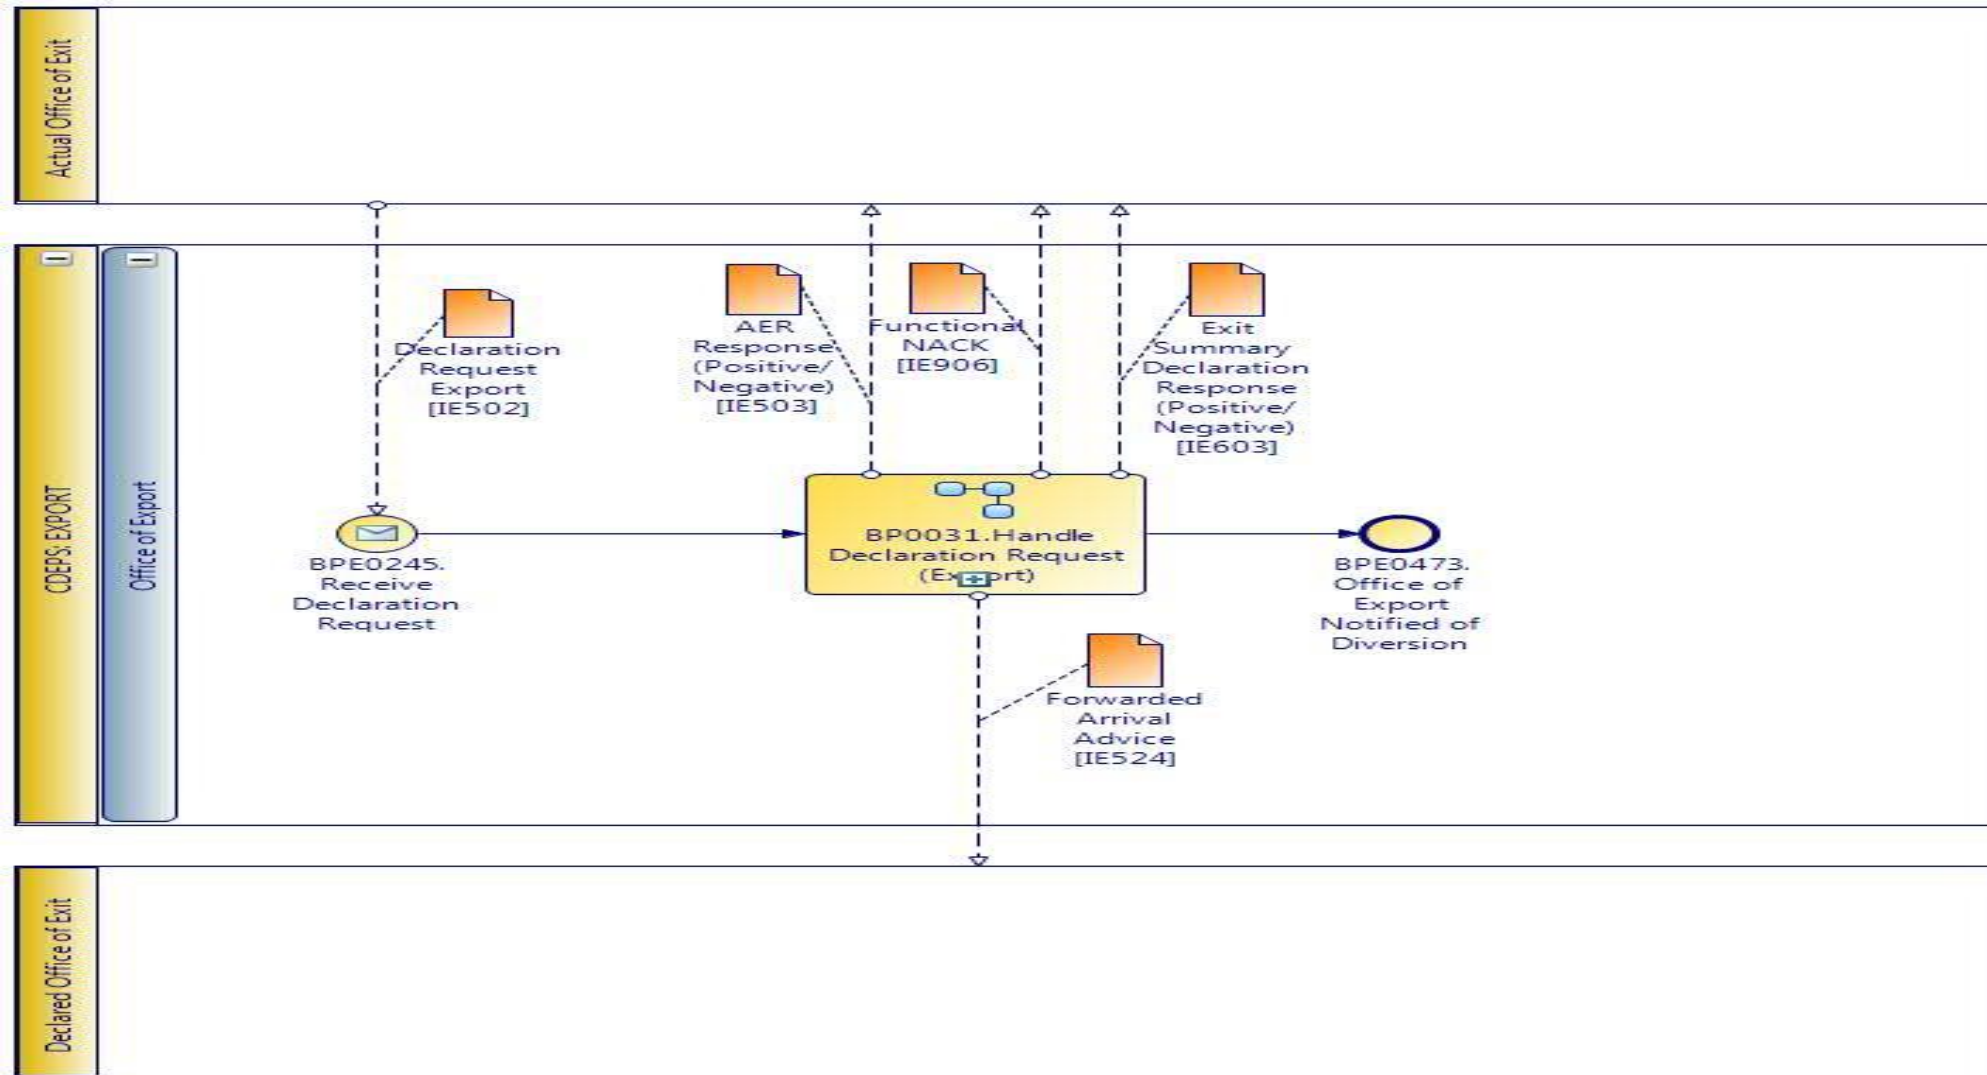 Actual Office of Exit
CDEPS: EXPORT
Office of Export
Declaration
Request
Export
[IE502]
AER
Response
(Positive/
Negative)
[IE503]
Functional
NACK
[IE906]
Exit
Summary
Declaration
Response
(Positive/
Negative)
[IE603]
BPE0245.
Receive
Declaration
Request
BP0031.Handle
Declaration Request
(Export)
BPE0473.
Office of
Export
Notified of
Diversion
Forwarded
Arrival
Advice
[IE524]
Declared Office of Exit